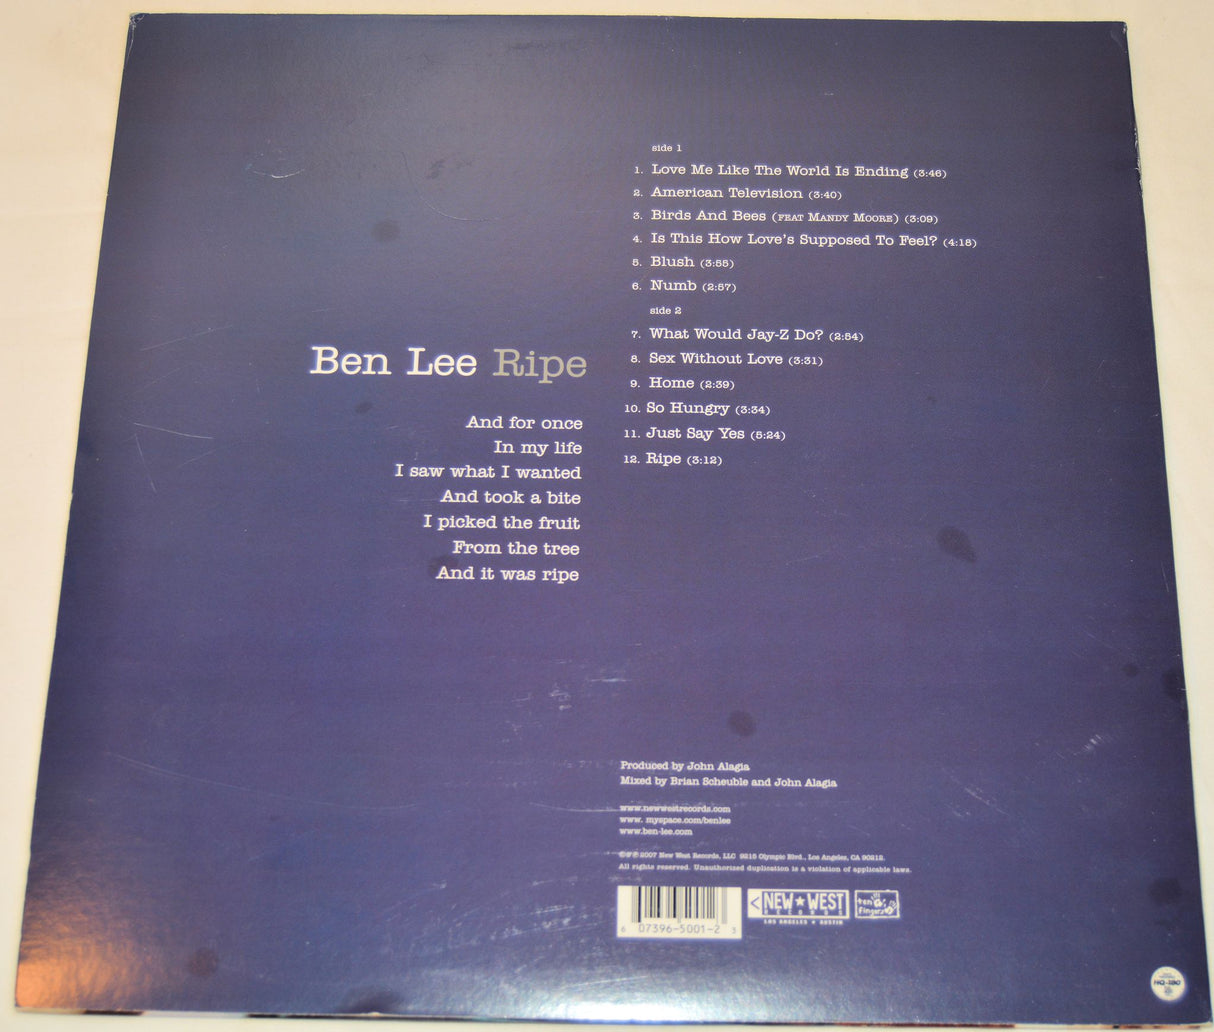 Ben Lee Ripe
And for once
In my life
I saw what I wanted
And took a bite
I picked the fruit
From the tree
And it was ripe
side 1
1. Love Me Like The World Is Ending (3:46)
2. American Television (3:40)
3. Birds And Bees (FEAT MANDY MOORE) (3:09)
4. Is This How Love's Supposed To Feel? (4:18)
5. Blush (3:55)
6. Numb (2:57)
side 2
7. What Would Jay-Z Do? (2:54)
8. Sex Without Love (3:31)
9. Home (2:39)
10. So Hungry (3:34)
11. Just Say Yes (5:24)
12. Ripe (3:12)
Produced by John Alagia
Mixed by Brian Scheuble and John Alagia
www.newwestrecords.com
www. myspace.com/benlee
www.ben-lee.com
2007 New West Records, LLC 9215 Olympic Blvd., Los Angeles, CA 90212.
All rights reserved. Unauthorized duplication is a violation of applicable laws.
6 07396-5001-2 3
NEW★WEST
RECORDS
LOS ANGELES ★ AUSTIN
ten
fingers
HQ-180